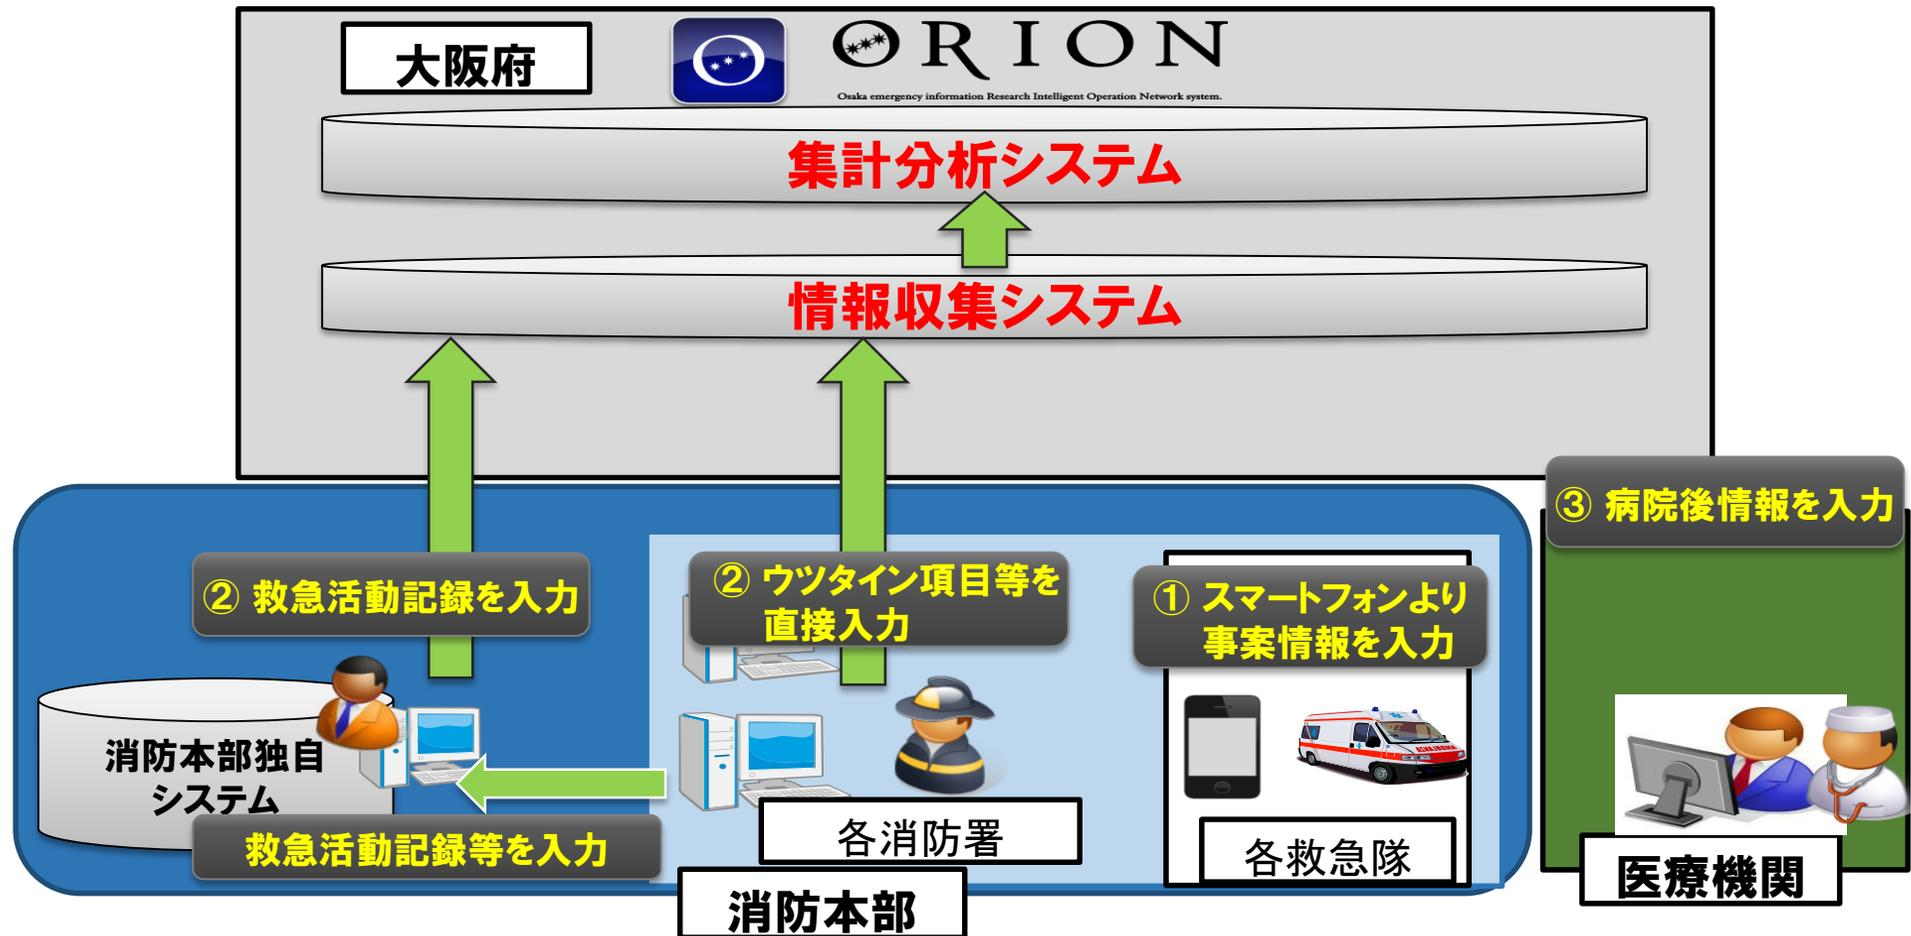 大阪府
ORION
Osaka emergency information Research Intelligent Operation Network system.
集計分析システム
情報収集システム
③ 病院後情報を入力
② 救急活動記録を入力
② ウツタイン項目等を
直接入力
① スマートフォンより
事案情報を入力
消防本部独自
システム
救急活動記録等を入力
各消防署
各救急隊
医療機関
消防本部